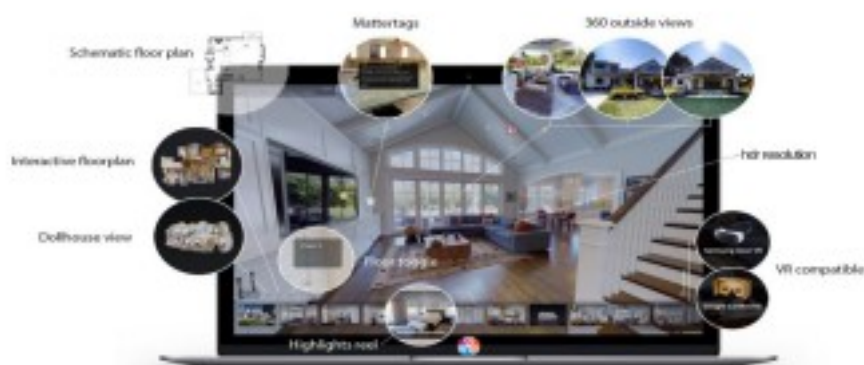 Mattertags
360 outside views
Schematic floor plan
Interactive floorplan
hdr resolution
Dollhouse view
Floor toggle
VR compatible
Highlights reel